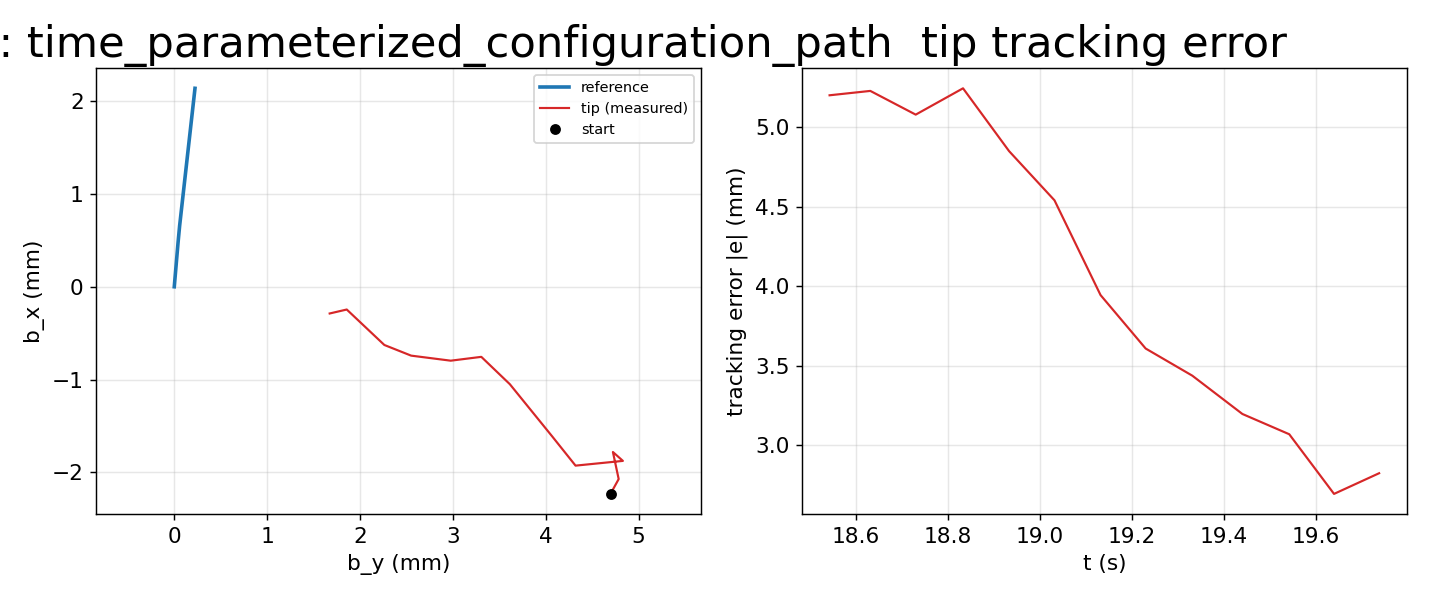 : time_parameterized_configuration_path  tip tracking error
reference
tip (measured)
start
2
1
0
−1
−2
b_x (mm)
0
1
2
3
4
5
b_y (mm)
5.0
4.5
4.0
3.5
3.0
tracking error |e| (mm)
18.6
18.8
19.0
19.2
19.4
19.6
t (s)